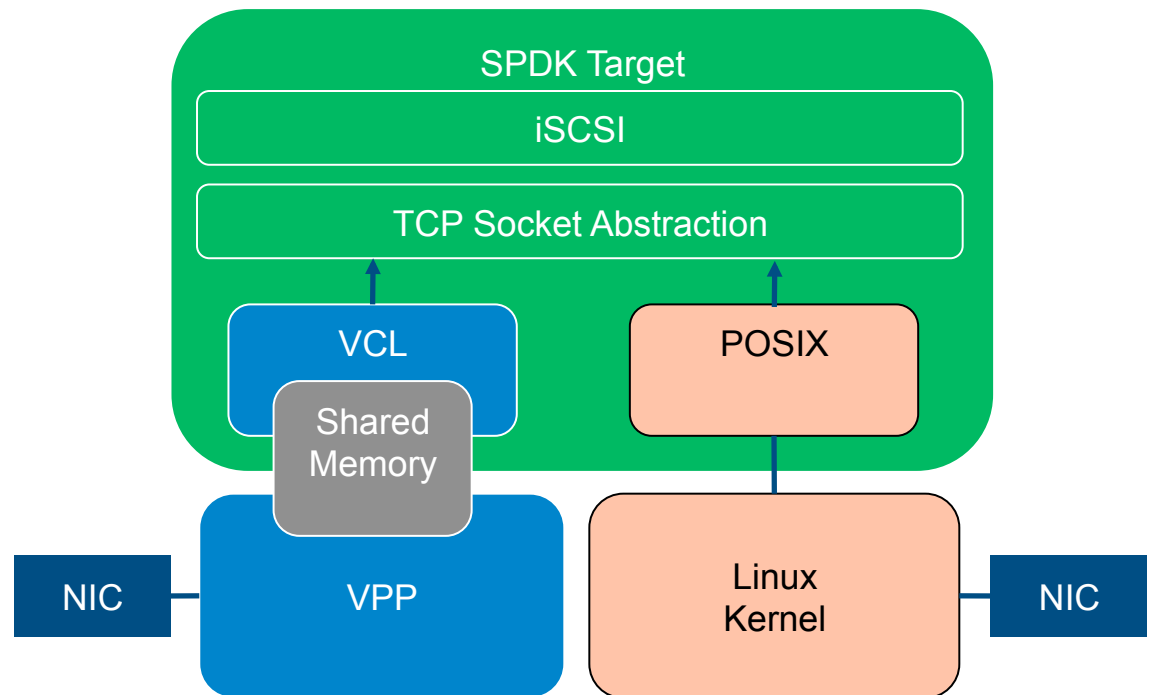 SPDK Target
iSCSI
TCP Socket Abstraction
VCL
POSIX
Shared
Memory
NIC
VPP
Linux
Kernel
NIC